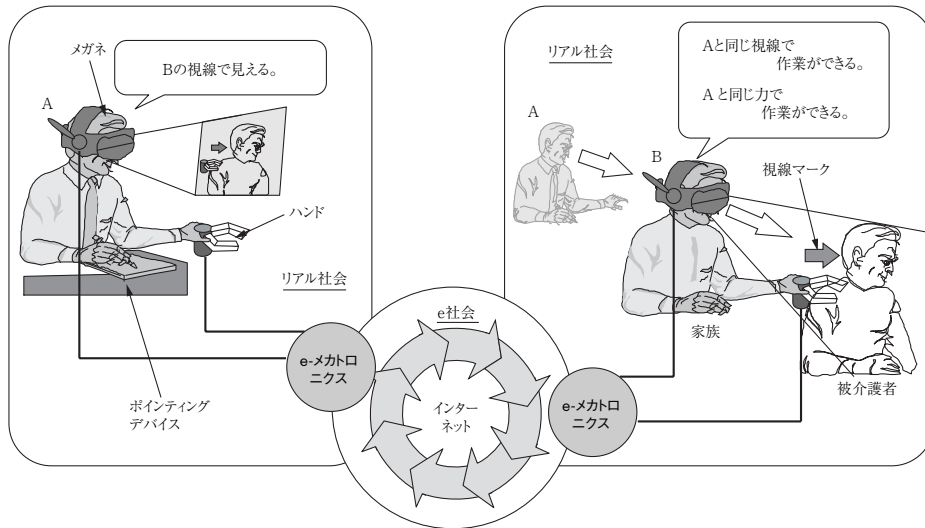 メガネ
Bの視線で見える。
A
ハンド
リアル社会
ポインティング
デバイス
e-メカトロ
ニクス
e社会
インター
ネット
e-メカトロ
ニクス
リアル社会
Aと同じ視線で
作業ができる。
Aと同じ力で
作業ができる。
A
B
視線マーク
家族
被介護者